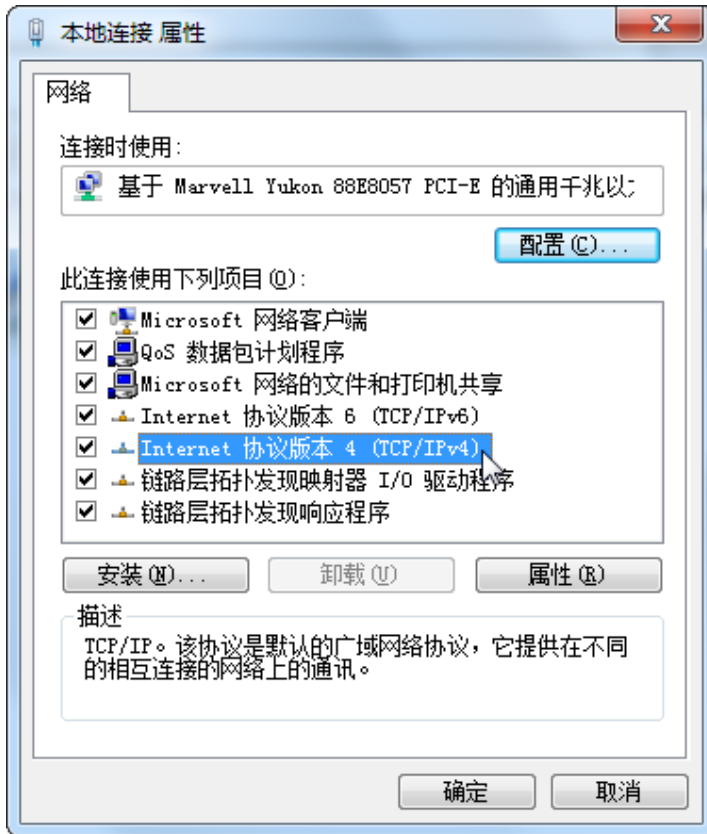 本地连接 属性
网络
连接时使用:
基于 Marvell Yukon 88E8057 PCI-E 的通用千兆以
配置(C)...
此连接使用下列项目(O):
Microsoft 网络客户端
QoS 数据包计划程序
Microsoft 网络的文件和打印机共享
Internet 协议版本 6 (TCP/IPv6)
Internet 协议版本 4 (TCP/IPv4)
链路层拓扑发现映射器 I/O 驱动程序
链路层拓扑发现响应程序
安装(N)... 卸载(U) 属性(R)
描述
TCP/IP。该协议是默认的广域网络协议，它提供在不同
的相互连接的网络上的通讯。
确定 取消